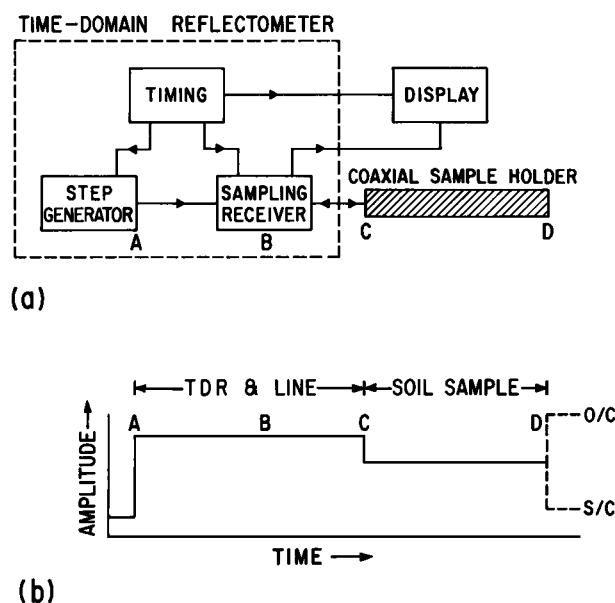 TIME-DOMAIN REFLECTOMETER
TIMING
DISPLAY
STEP
GENERATOR
SAMPLING
RECEIVER
COAXIAL SAMPLE HOLDER
A
B
C
D
(a)
TDR & LINE
SOIL SAMPLE
A
B
C
D
O/C
S/C
AMPLITUDE
TIME
(b)